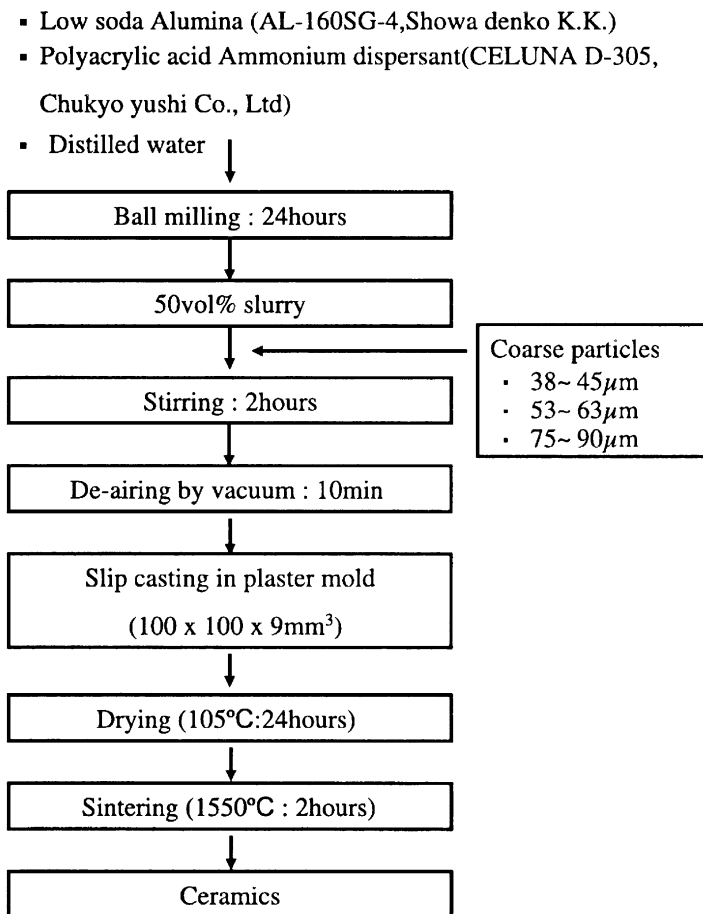 ▪ Low soda Alumina (AL-160SG-4,Showa denko K.K.)
▪ Polyacrylic acid Ammonium dispersant(CELUNA D-305,
Chukyo yushi Co., Ltd)
▪ Distilled water
Ball milling : 24hours
50vol% slurry
Coarse particles
▪ 38~ 45μm
▪ 53~ 63μm
▪ 75~ 90μm
Stirring : 2hours
De-airing by vacuum : 10min
Slip casting in plaster mold
(100 x 100 x 9mm³)
Drying (105°C:24hours)
Sintering (1550°C : 2hours)
Ceramics